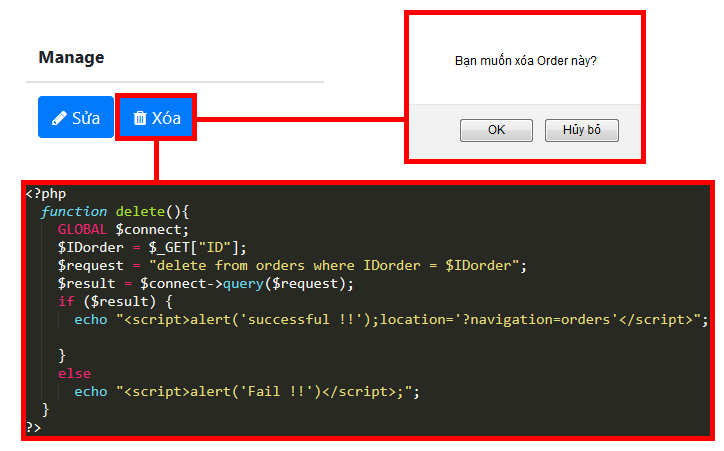 Manage
Sửa
Xóa
Bạn muốn xóa Order này?
OK
Hủy bỏ
<?php
function delete(){
GLOBAL $connect;
$IDorder = $_GET["ID"];
$request = "delete from orders where IDorder = $IDorder";
$result = $connect->query($request);
if ($result) {
echo "<script>alert('successful !!');location='?navigation=orders'</script>";
}
else
echo "<script>alert('Fail !!')</script>;";
}
?>